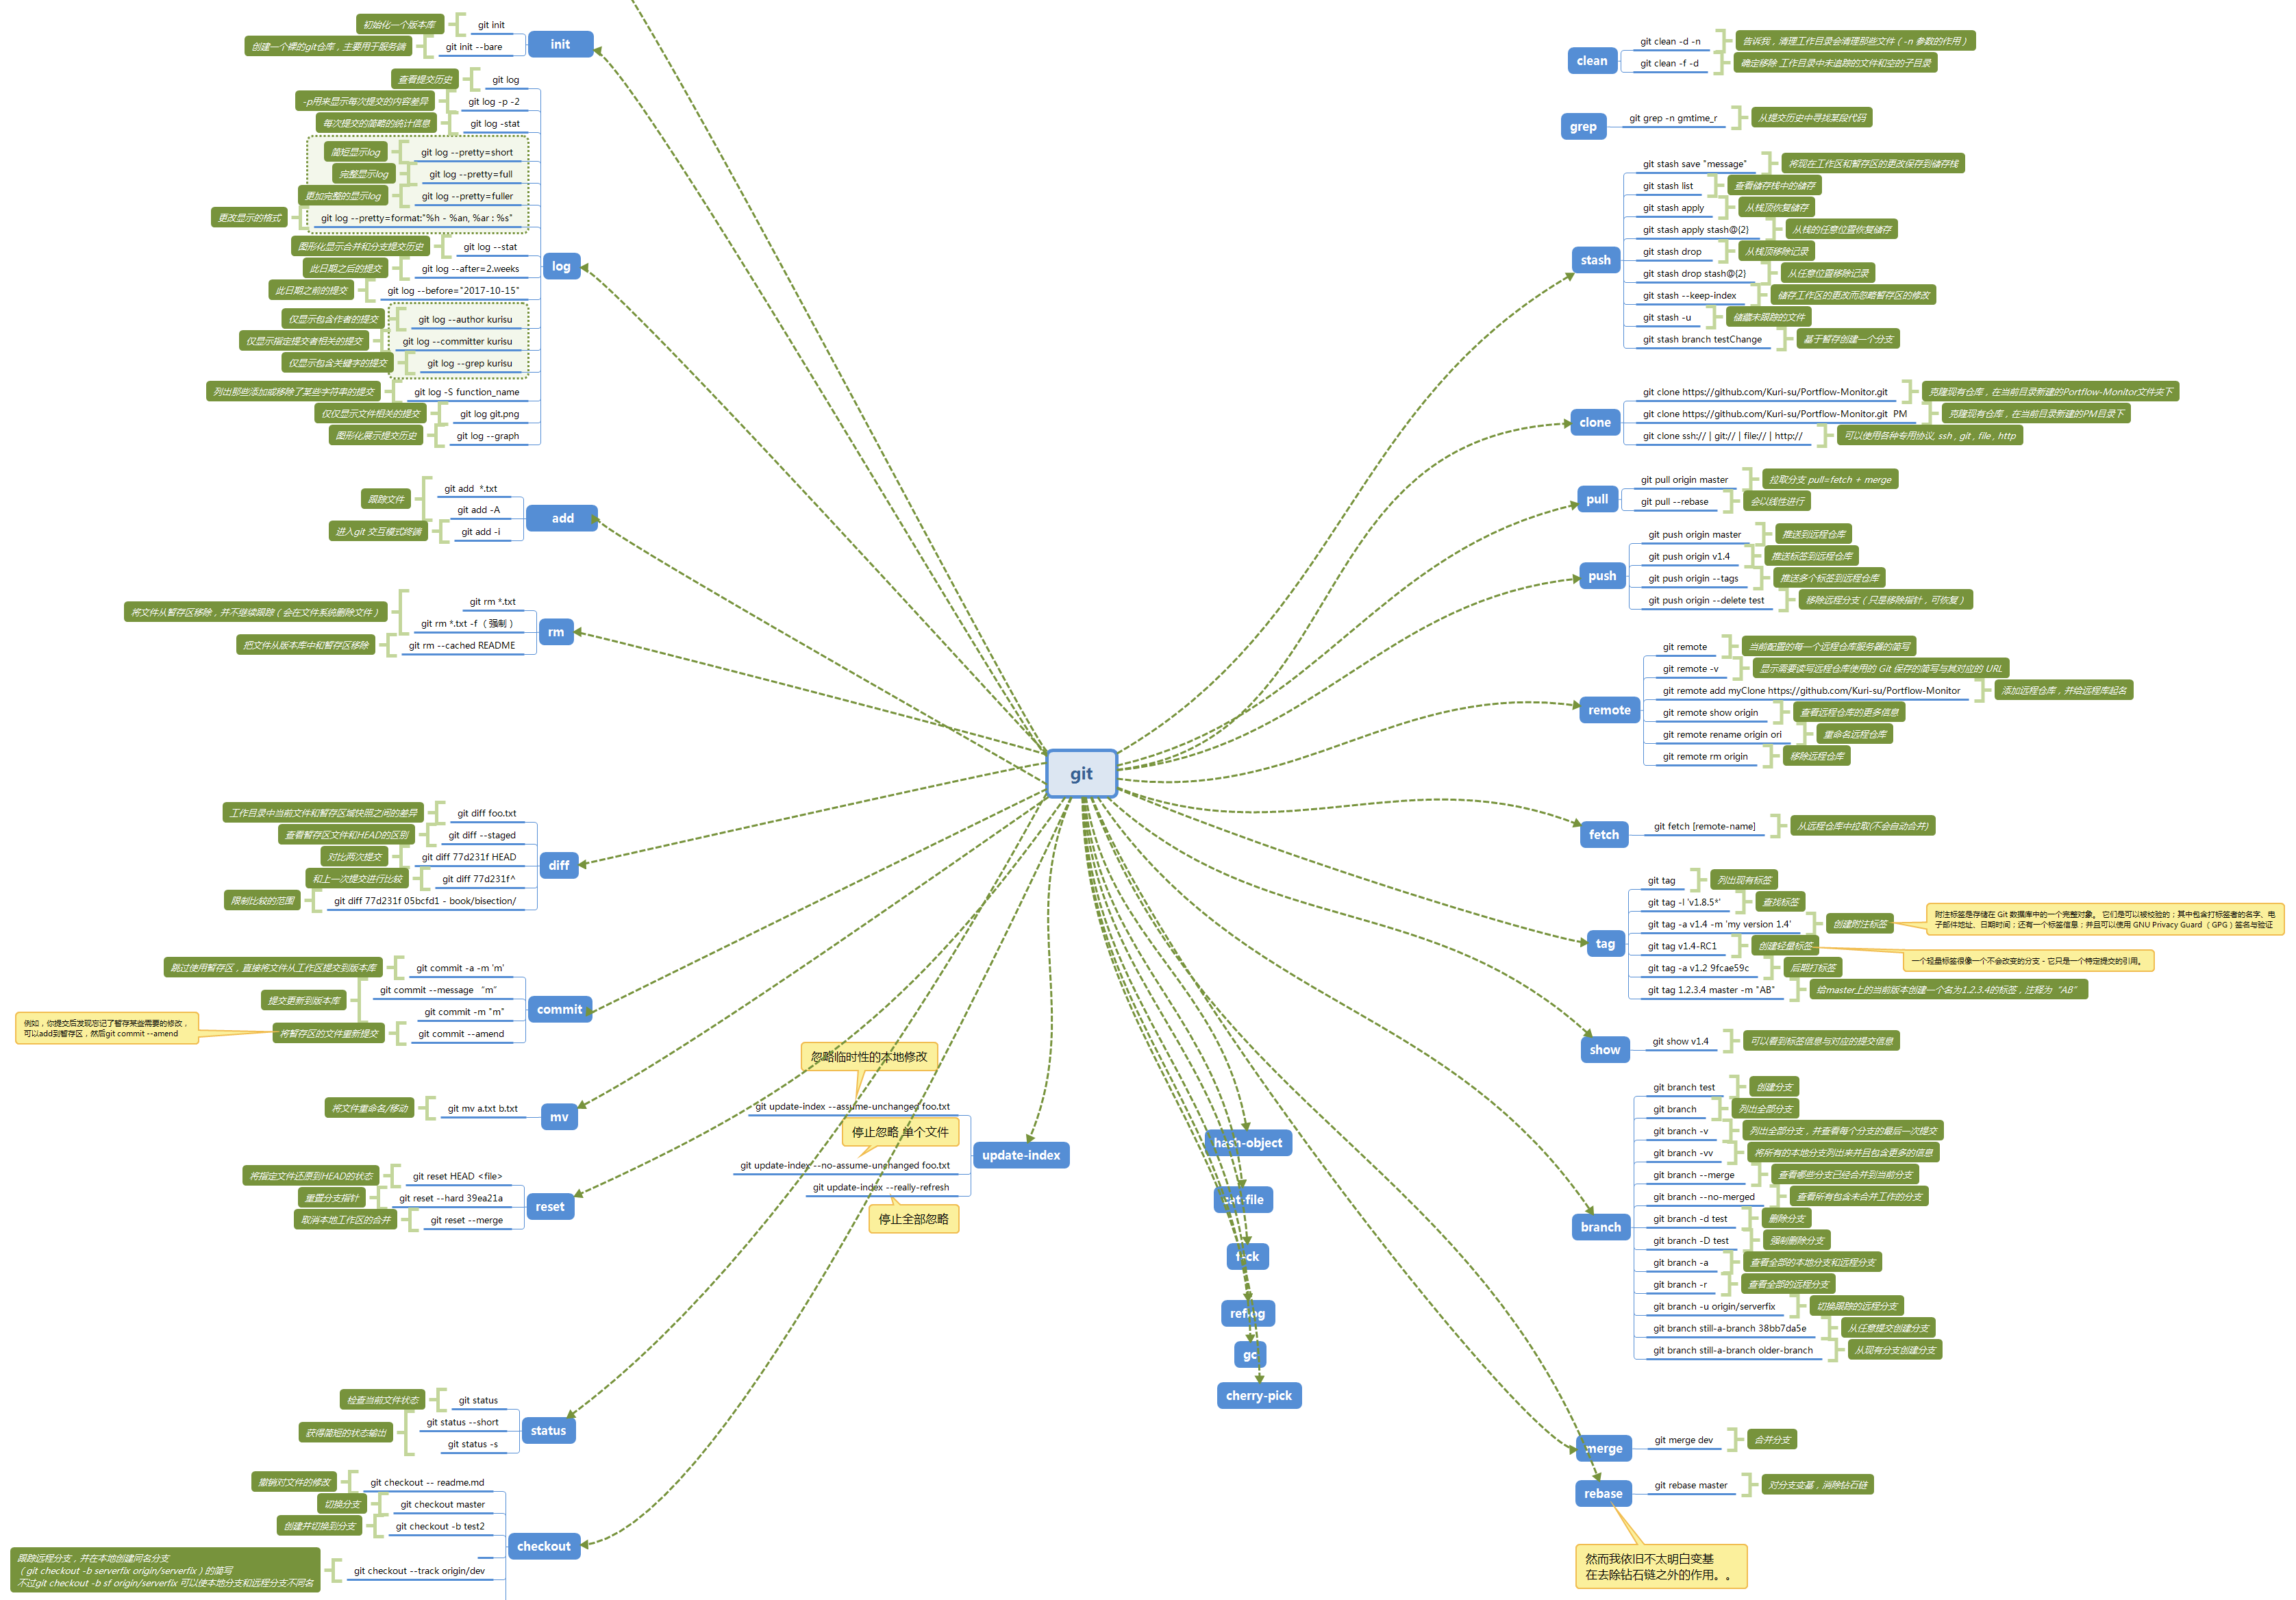 git
init
git init
初始化一个版本库
git init --bare
创建一个裸的git仓库，主要用于服务端
log
git log
查看提交历史
git log -p -2
-p用来显示每次提交的内容差异
git log -stat
每次提交的简略的统计信息
git log --pretty=short
简短显示log
git log --pretty=full
完整显示log
git log --pretty=fuller
更加完整的显示log
git log --pretty=format:"%h - %an, %ar : %s"
更改显示的格式
git log --stat
图形化显示合并和分支提交历史
git log --after=2.weeks
此日期之后的提交
git log --before="2017-10-15"
此日期之前的提交
git log --author kurisu
仅显示包含作者的提交
git log --committer kurisu
仅显示指定提交者相关的提交
git log --grep kurisu
仅显示包含关键字的提交
git log -S function_name
列出那些添加或移除了某些字符串的提交
git log git.png
仅仅显示文件相关的提交
git log --graph
图形化展示提交历史
add
git add *.txt
git add -A
跟踪文件
git add -i
进入git 交互模式终端
rm
git rm *.txt
git rm *.txt -f （强制）
将文件从暂存区移除，并不继续跟踪（会在文件系统删除文件）
git rm --cached README
把文件从版本库中和暂存区移除
diff
git diff foo.txt
工作目录中当前文件和暂存区域快照之间的差异
git diff --staged
查看暂存区文件和HEAD的区别
git diff 77d231f HEAD
对比两次提交
git diff 77d231f^
和上一次提交进行比较
git diff 77d231f 05bcfd1 - book/bisection/
限制比较的范围
commit
git commit -a -m 'm'
跳过使用暂存区，直接将文件从工作区提交到版本库
git commit --message “m”
git commit -m "m"
提交更新到版本库
git commit --amend
将暂存区的文件重新提交
例如，你提交后发现忘记了暂存某些需要的修改，
可以add到暂存区，然后git commit --amend
mv
git mv a.txt b.txt
将文件重命名/移动
reset
git reset HEAD <file>
将指定文件还原到HEAD的状态
git reset --hard 39ea21a
重置分支指针
git reset --merge
取消本地工作区的合并
status
git status
检查当前文件状态
git status --short
git status -s
获得简短的状态输出
checkout
git checkout -- readme.md
撤销对文件的修改
git checkout master
切换分支
git checkout -b test2
创建并切换到分支
git checkout --track origin/dev
跟踪远程分支，并在本地创建同名分支
（git checkout -b serverfix origin/serverfix）的简写
不过git checkout -b sf origin/serverfix 可以使本地分支和远程分支不同名
update-index
忽略临时性的本地修改
git update-index --assume-unchanged foo.txt
停止忽略 单个文件
git update-index --no-assume-unchanged foo.txt
git update-index --really-refresh
停止全部忽略
hash-object
cat-file
fsck
reflog
gc
cherry-pick
clean
git clean -d -n
告诉我，清理工作目录会清理那些文件（-n 参数的作用）
git clean -f -d
确定移除 工作目录中未追踪的文件和空的子目录
grep
git grep -n gmtime_r
从提交历史中寻找某段代码
stash
git stash save "message"
将现在工作区和暂存区的更改保存到储存栈
git stash list
查看储存栈中的储存
git stash apply
从栈顶恢复储存
git stash apply stash@{2}
从栈的任意位置恢复储存
git stash drop
从栈顶移除记录
git stash drop stash@{2}
从任意位置移除记录
git stash --keep-index
储存工作区的更改而忽略暂存区的修改
git stash -u
储藏未跟踪的文件
git stash branch testChange
基于暂存创建一个分支
clone
git clone https://github.com/Kuri-su/Portflow-Monitor.git
克隆现有仓库，在当前目录新建的Portflow-Monitor文件夹下
git clone https://github.com/Kuri-su/Portflow-Monitor.git PM
克隆现有仓库，在当前目录新建的PM目录下
git clone ssh:// | git:// | file:// | http://
可以使用各种专用协议, ssh , git , file , http
pull
git pull origin master
拉取分支 pull=fetch + merge
git pull --rebase
会以线性进行
push
git push origin master
推送到远程仓库
git push origin v1.4
推送标签到远程仓库
git push origin --tags
推送多个标签到远程仓库
git push origin --delete test
移除远程分支（只是移除指针，可恢复）
remote
git remote
当前配置的每一个远程仓库服务器的简写
git remote -v
显示需要读写远程仓库使用的 Git 保存的简写与其对应的 URL
git remote add myClone https://github.com/Kuri-su/Portflow-Monitor
添加远程仓库，并给远程库起名
git remote show origin
查看远程仓库的更多信息
git remote rename origin ori
重命名远程仓库
git remote rm origin
移除远程仓库
fetch
git fetch [remote-name]
从远程仓库中拉取(不会自动合并)
tag
git tag
列出现有标签
git tag -l 'v1.8.5*'
查找标签
git tag -a v1.4 -m 'my version 1.4'
创建附注标签
附注标签是存储在 Git 数据库中的一个完整对象。 它们是可以被校验的；其中包含打标签者的名字、电
子邮件地址、日期时间；还有一个标签信息；并且可以使用 GNU Privacy Guard （GPG）签名与验证
git tag v1.4-RC1
创建轻量标签
一个轻量标签很像一个不会改变的分支 - 它只是一个特定提交的引用。
git tag -a v1.2 9fcae59c
后期打标签
git tag 1.2.3.4 master -m "AB"
给master上的当前版本创建一个名为1.2.3.4的标签，注释为“AB”
show
git show v1.4
可以看到标签信息与对应的提交信息
branch
git branch test
创建分支
git branch
列出全部分支
git branch -v
列出全部分支，并查看每个分支的最后一次提交
git branch -vv
将所有的本地分支列出来并且包含更多的信息
git branch --merge
查看哪些分支已经合并到当前分支
git branch --no-merged
查看所有包含未合并工作的分支
git branch -d test
删除分支
git branch -D test
强制删除分支
git branch -a
查看全部的本地分支和远程分支
git branch -r
查看全部的远程分支
git branch -u origin/serverfix
切换跟踪的远程分支
git branch still-a-branch 38bb7da5e
从任意提交创建分支
git branch still-a-branch older-branch
从现有分支创建分支
merge
git merge dev
合并分支
rebase
git rebase master
对分支变基，消除钻石链
然而我依旧不太明白变基
在去除钻石链之外的作用。。